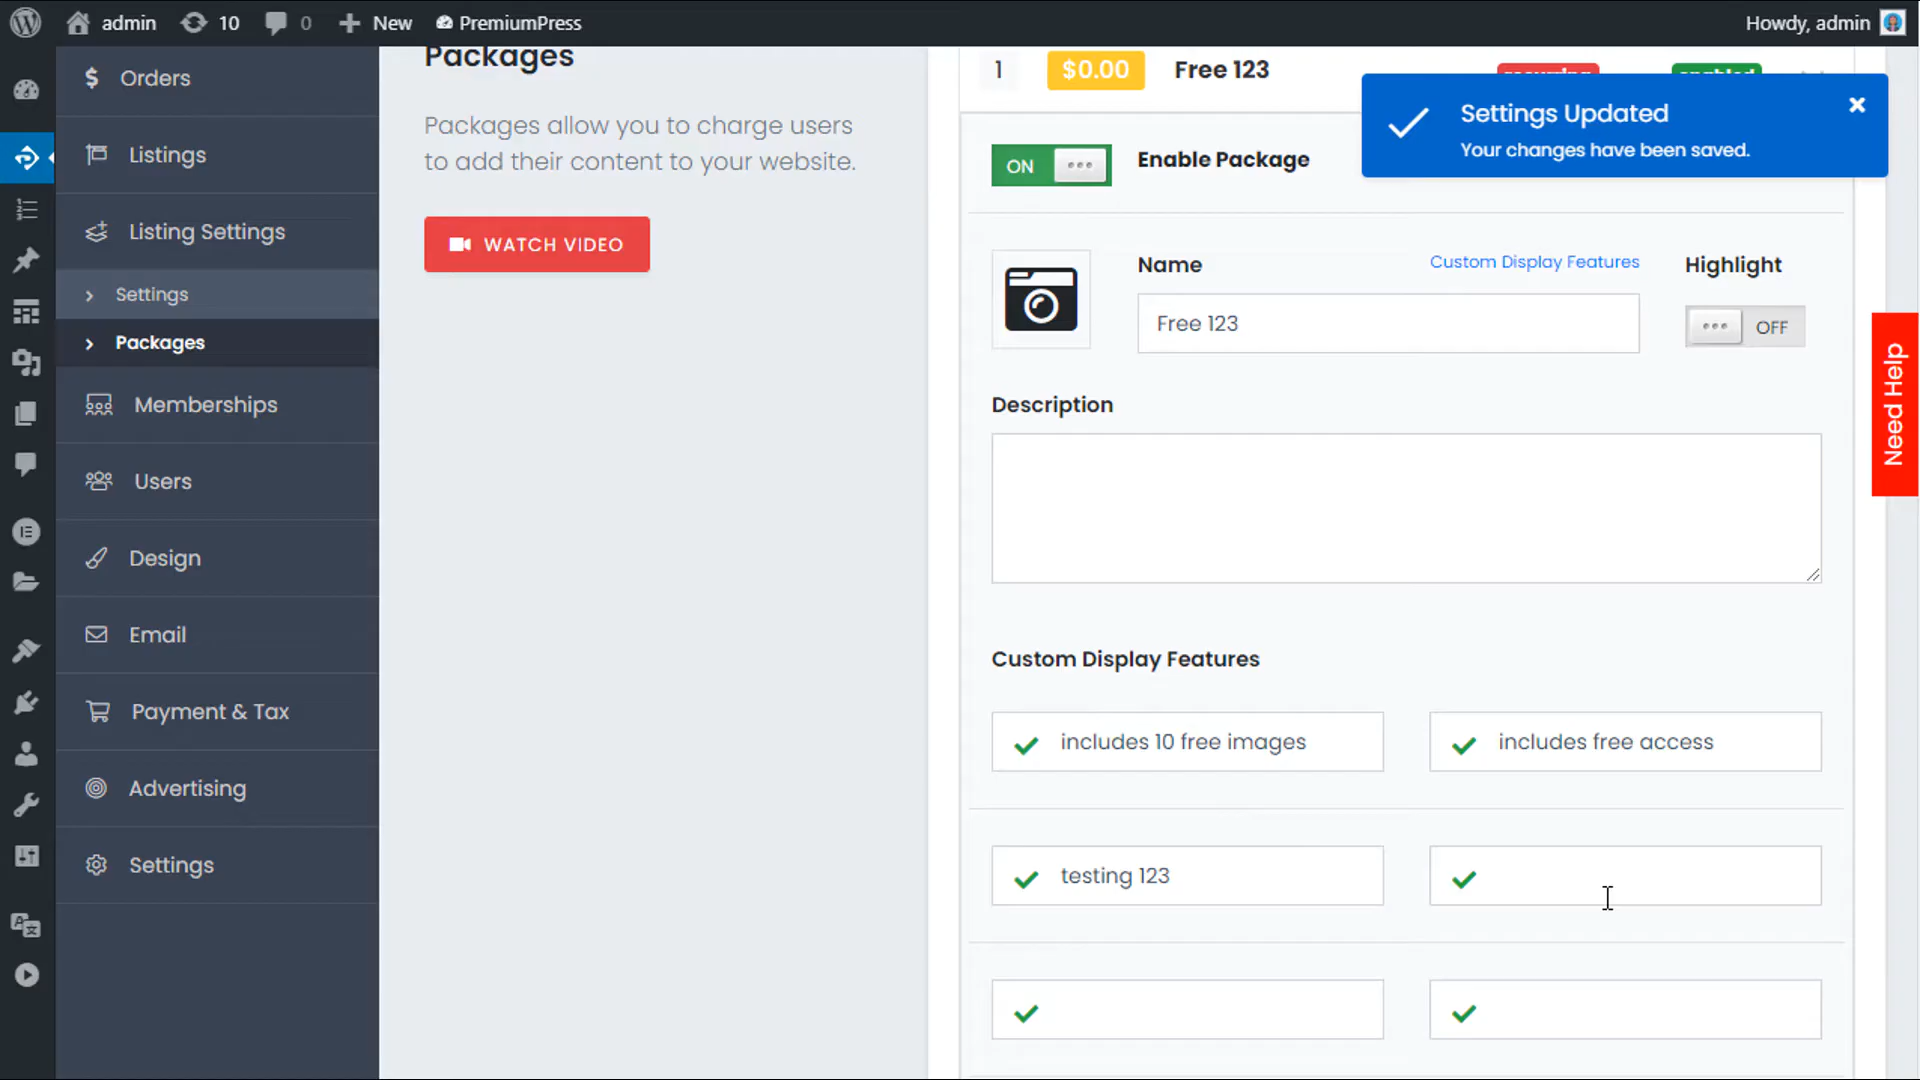 admin
10
0
New
PremiumPress
Howdy, admin
Orders
Listings
Listing Settings
Settings
Packages
Memberships
Users
Design
Email
Payment & Tax
Advertising
Settings
Packages
Packages allow you to charge users
to add their content to your website.
WATCH VIDEO
1
$0.00
Free 123
recurring
enabled
Settings Updated
Your changes have been saved.
ON
Enable Package
Name
Custom Display Features
Highlight
Free 123
OFF
Description
Custom Display Features
includes 10 free images
includes free access
testing 123
Need Help